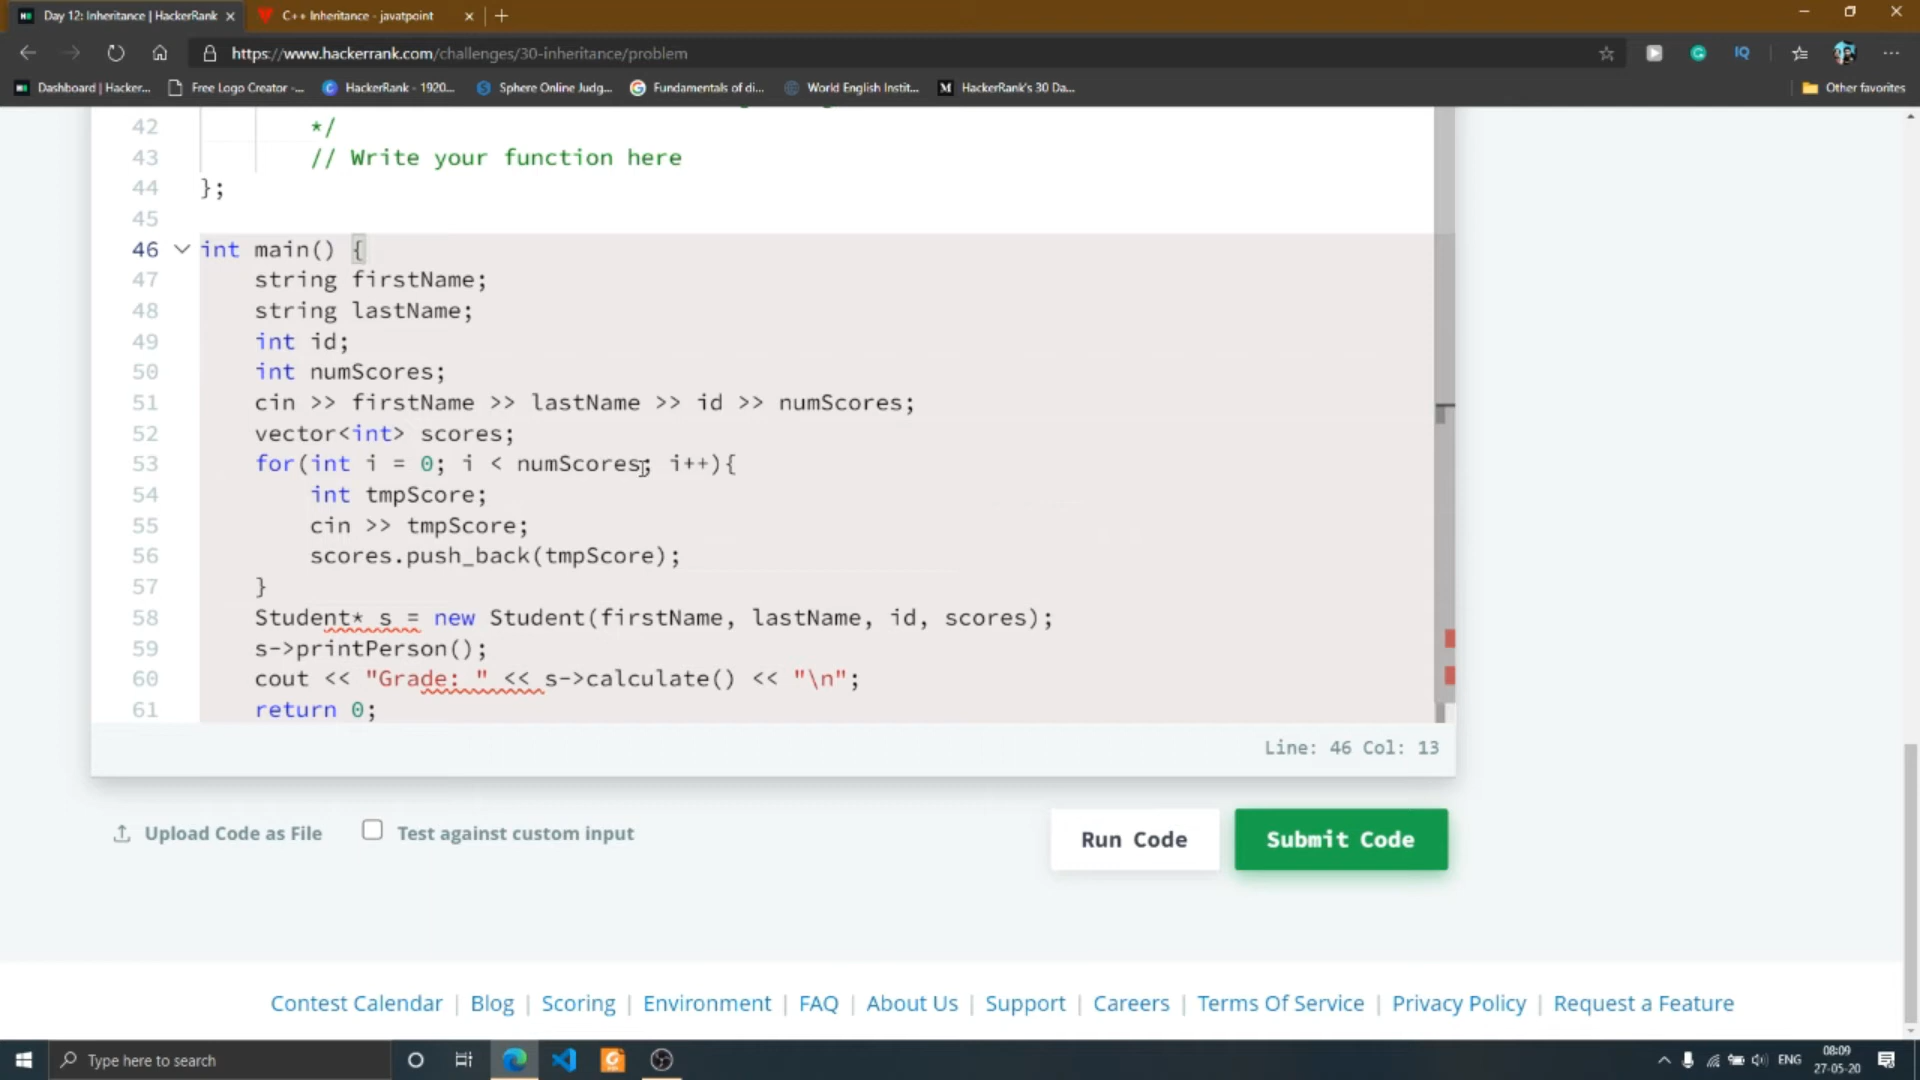 Day 12: Inheritance | HackerRank
C++ Inheritance - javatpoint
https://www.hackerrank.com/challenges/30-inheritance/problem
IQ
Dashboard | Hacker...
Free Logo Creator -...
HackerRank - 1920...
Sphere Online Judg...
Fundamentals of di...
World English Instit...
M HackerRank's 30 Da...
Other favorites
42 */
43 // Write your function here
44 };
45
46 int main() {
47 string firstName;
48 string lastName;
49 int id;
50 int numScores;
51 cin >> firstName >> lastName >> id >> numScores;
52 vector<int> scores;
53 for(int i = 0; i < numScores; i++){
54 int tmpScore;
55 cin >> tmpScore;
56 scores.push_back(tmpScore);
57 }
58 Student* s = new Student(firstName, lastName, id, scores);
59 s->printPerson();
60 cout << "Grade: " << s->calculate() << "\n";
61 return 0;
Line: 46 Col: 13
Upload Code as File
Test against custom input
Run Code
Submit Code
Contest Calendar | Blog | Scoring | Environment | FAQ | About Us | Support | Careers | Terms Of Service | Privacy Policy | Request a Feature
Type here to search
ENG
08:09
27-05-20